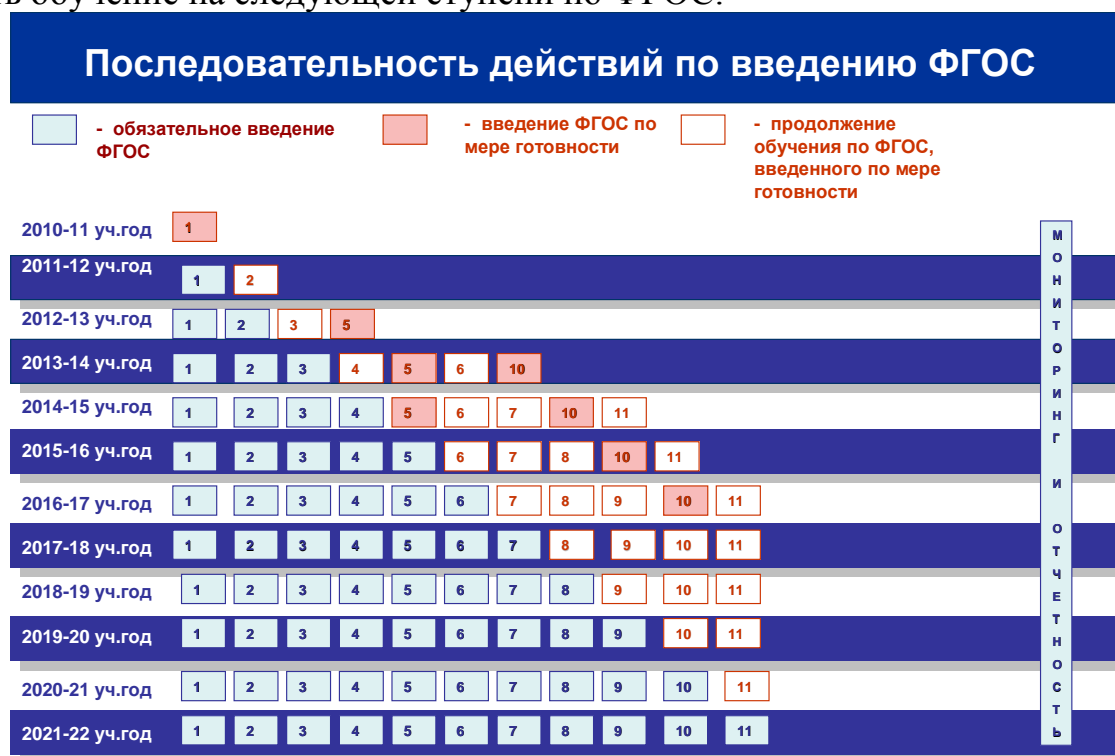 ть обучение на следующей ступени по ФГОС.
Последовательность действий по введению ФГОС
- обязательное введение
ФГОС
- введение ФГОС по
мере готовности
- продолжение
обучения по ФГОС,
введенного по мере
готовности
2010-11 уч.год 1
2011-12 уч.год 1 2
2012-13 уч.год 1 2 3 5
2013-14 уч.год 1 2 3 4 5 6 10
2014-15 уч.год 1 2 3 4 5 6 7 10 11
2015-16 уч.год 1 2 3 4 5 6 7 8 10 11
2016-17 уч.год 1 2 3 4 5 6 7 8 9 10 11
2017-18 уч.год 1 2 3 4 5 6 7 8 9 10 11
2018-19 уч.год 1 2 3 4 5 6 7 8 9 10 11
2019-20 уч.год 1 2 3 4 5 6 7 8 9 10 11
2020-21 уч.год 1 2 3 4 5 6 7 8 9 10 11
2021-22 уч.год 1 2 3 4 5 6 7 8 9 10 11
МОНИТОРИНГ И ОТЧЕТНОСТЬ